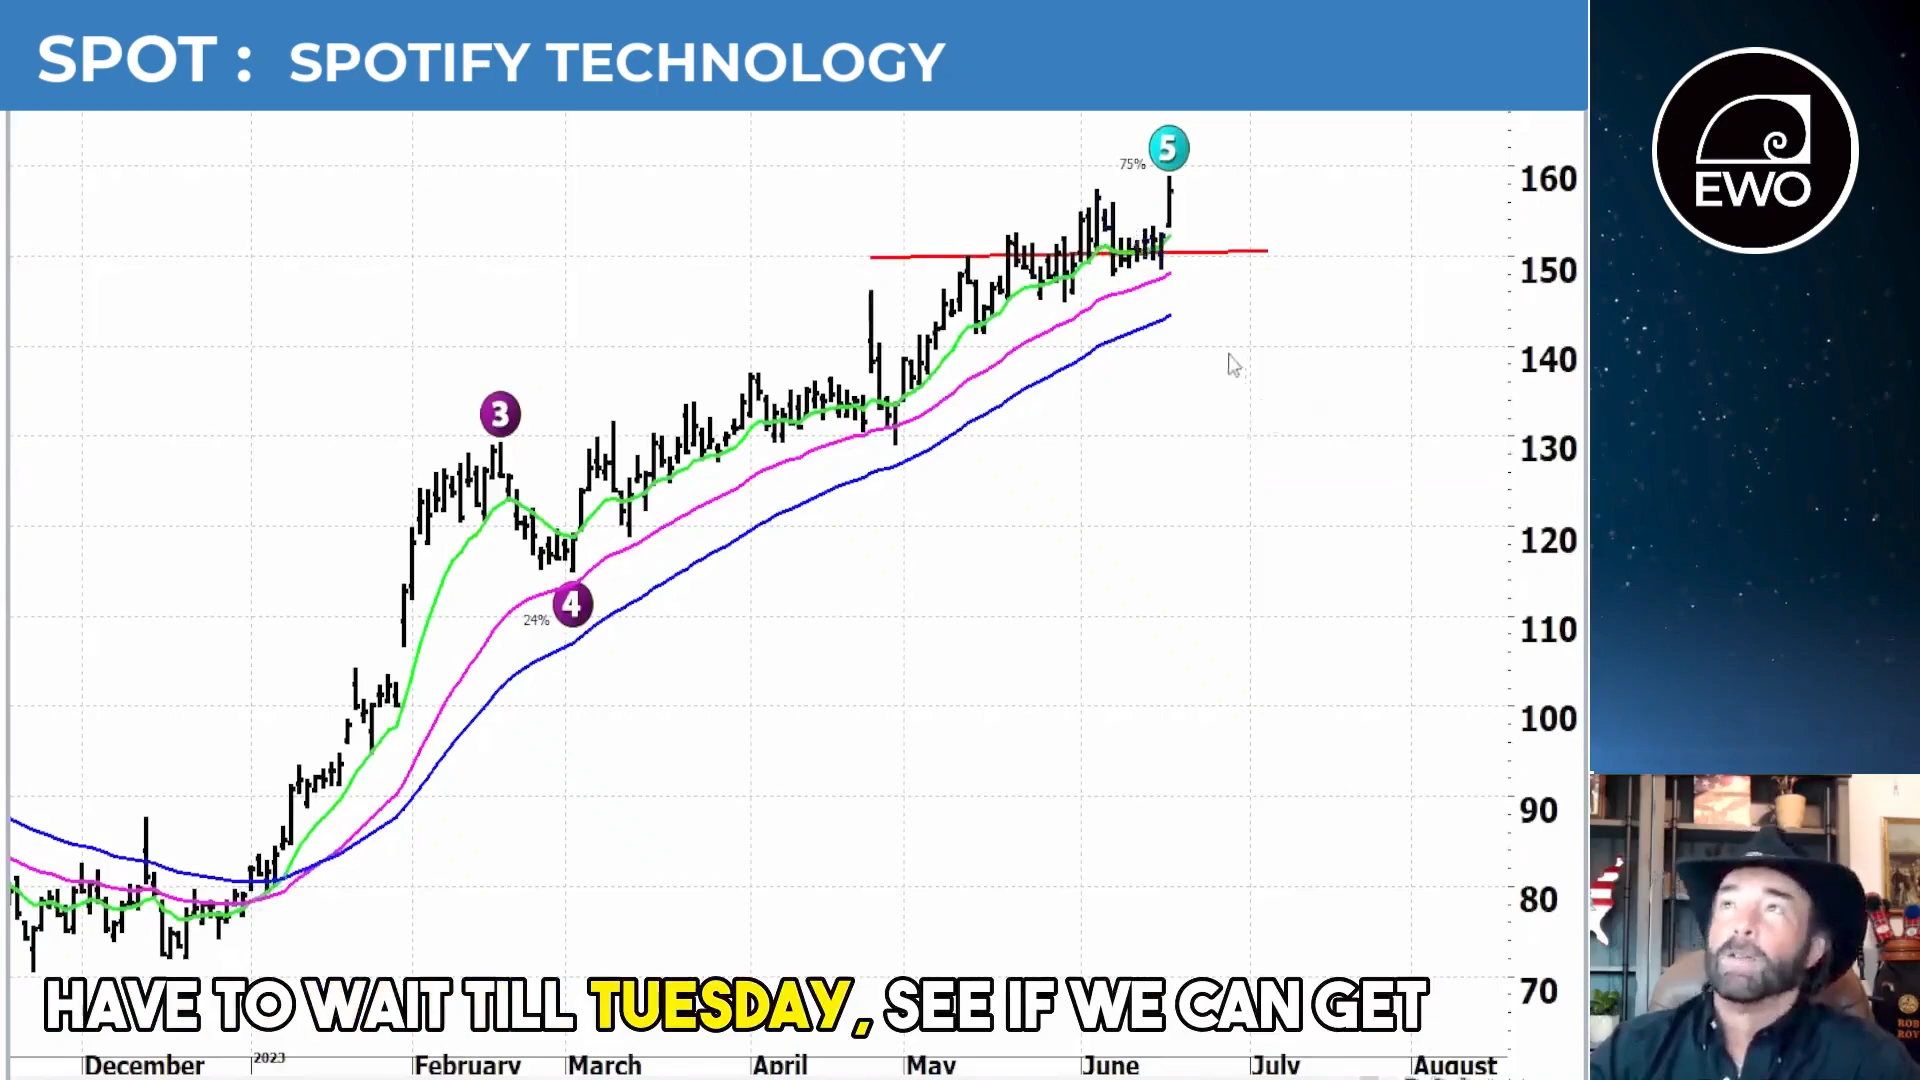 SPOT : SPOTIFY TECHNOLOGY
EWO
5
75%
160
150
140
3
130
120
4
24%
110
100
90
80
70
HAVE TO WAIT TILL TUESDAY, SEE IF WE CAN GET
December 2023 February March April May June July August
ROB
ROY